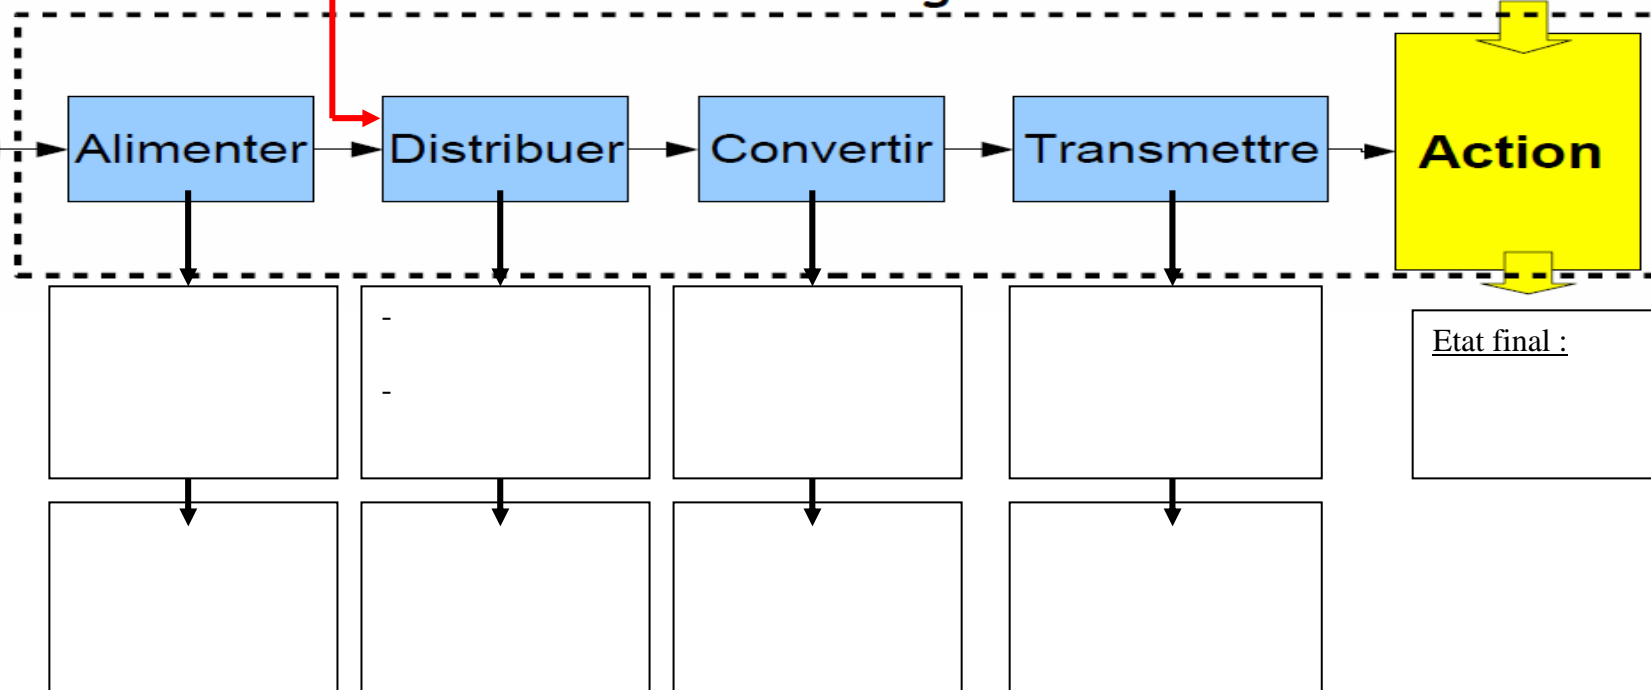 Alimenter
Distribuer
Convertir
Transmettre
Action
-
-
Etat final :